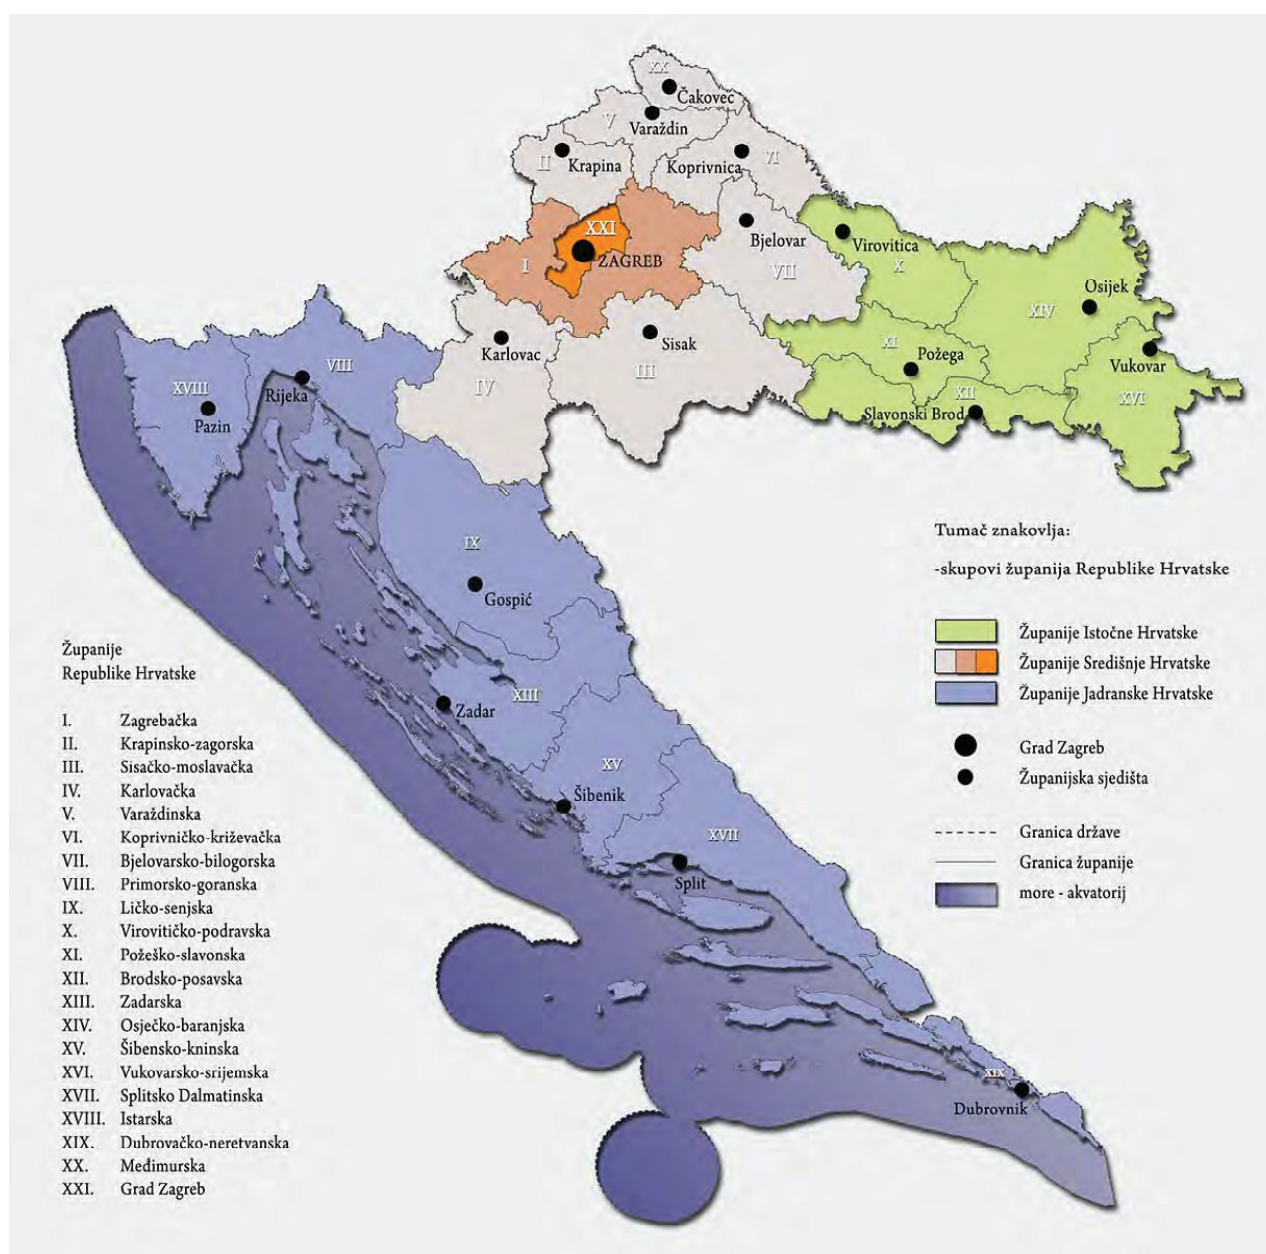 XX
Čakovec
V
Varaždin
II
Krapina
Koprivnica
VI
XXI
ZAGREB
I
Bjelovar
VII
Virovitica
X
Osijek
XIV
Karlovac
IV
Sisak
III
XI
Požega
Vukovar
XVI
XII
Slavonski Brod
XVIII
Pazin
Rijeka
VIII
IX
Gospić
XIII
Zadar
XV
Šibenik
XVII
Split
XIX
Dubrovnik
Tumač znakovlja:
-skupovi županija Republike Hrvatske
Županije Istočne Hrvatske
Županije Središnje Hrvatske
Županije Jadranske Hrvatske
Grad Zagreb
Županijska sjedišta
Granica države
Granica županije
more - akvatorij
Županije
Republike Hrvatske
I. Zagrebačka
II. Krapinsko-zagorska
III. Sisačko-moslavačka
IV. Karlovačka
V. Varaždinska
VI. Koprivničko-križevačka
VII. Bjelovarsko-bilogorska
VIII. Primorsko-goranska
IX. Ličko-senjska
X. Virovitičko-podravska
XI. Požeško-slavonska
XII. Brodsko-posavska
XIII. Zadarska
XIV. Osječko-baranjska
XV. Šibensko-kninska
XVI. Vukovarsko-srijemska
XVII. Splitsko Dalmatinska
XVIII. Istarska
XIX. Dubrovačko-neretvanska
XX. Međimurska
XXI. Grad Zagreb